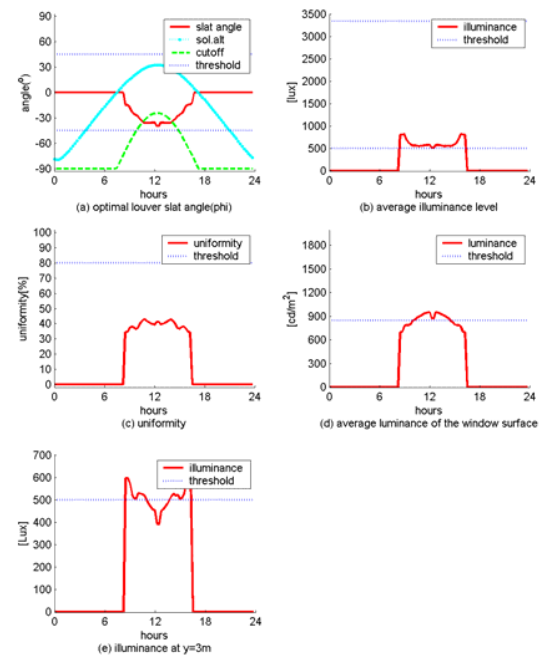 90
60
30
0
-30
-60
-90
angle(º)
slat angle
sol.alt
cutoff
threshold
0 6 12 18 24
hours
(a) optimal louver slat angle(phi)
3500
3000
2500
2000
1500
1000
500
0
[lux]
illuminance
threshold
0 6 12 18 24
hours
(b) average illuminance level
100
90
80
70
60
50
40
30
20
10
0
uniformity[%]
uniformity
threshold
0 6 12 18 24
hours
(c) uniformity
1800
1500
1200
900
600
300
0
[cd/m²]
luminance
threshold
0 6 12 18 24
hours
(d) average luminance of the window surface
700
600
500
400
300
200
100
0
[Lux]
illuminance
threshold
0 6 12 18 24
hours
(e) illuminance at y=3m